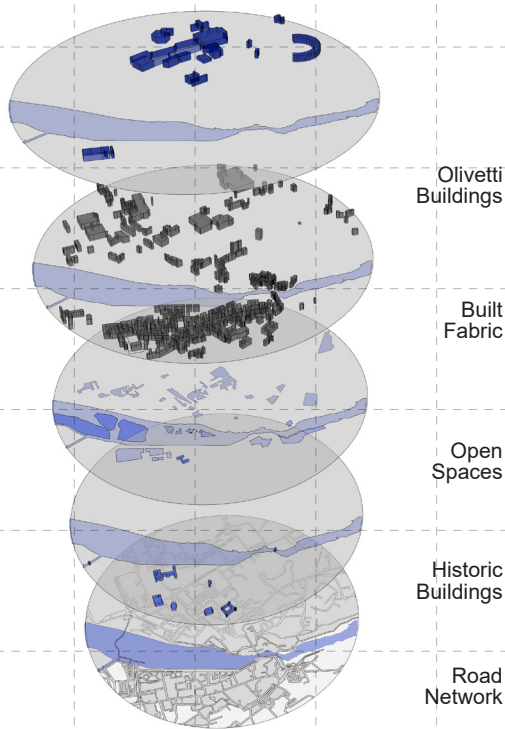 Olivetti
Buildings
Built
Fabric
Open
Spaces
Historic
Buildings
Road
Network